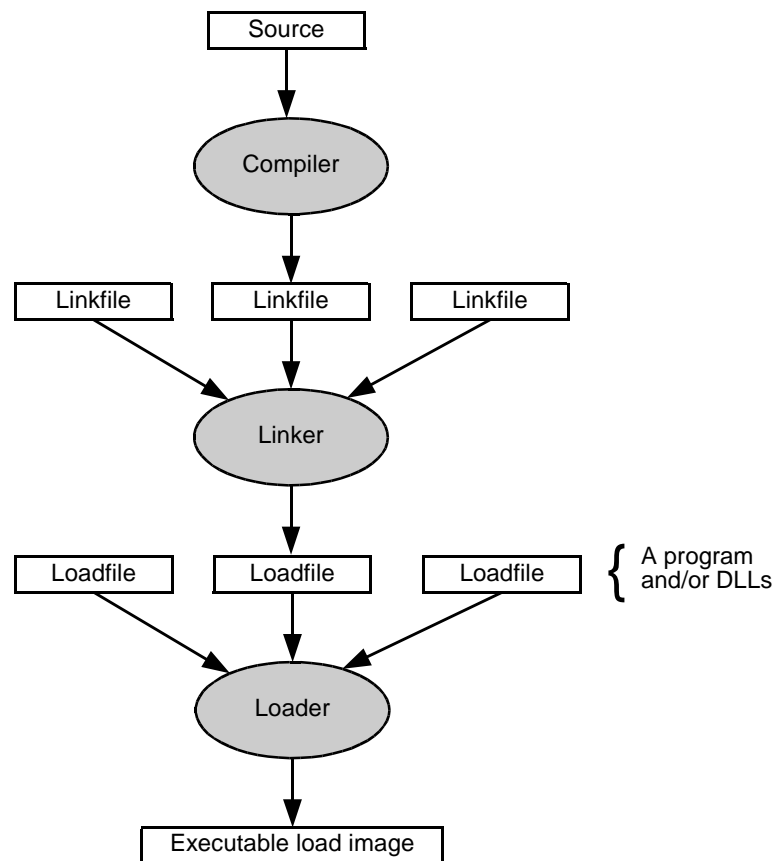 Source
Compiler
Linkfile
Linkfile
Linkfile
Linker
Loadfile
Loadfile
Loadfile
{ A program
and/or DLLs
Loader
Executable load image